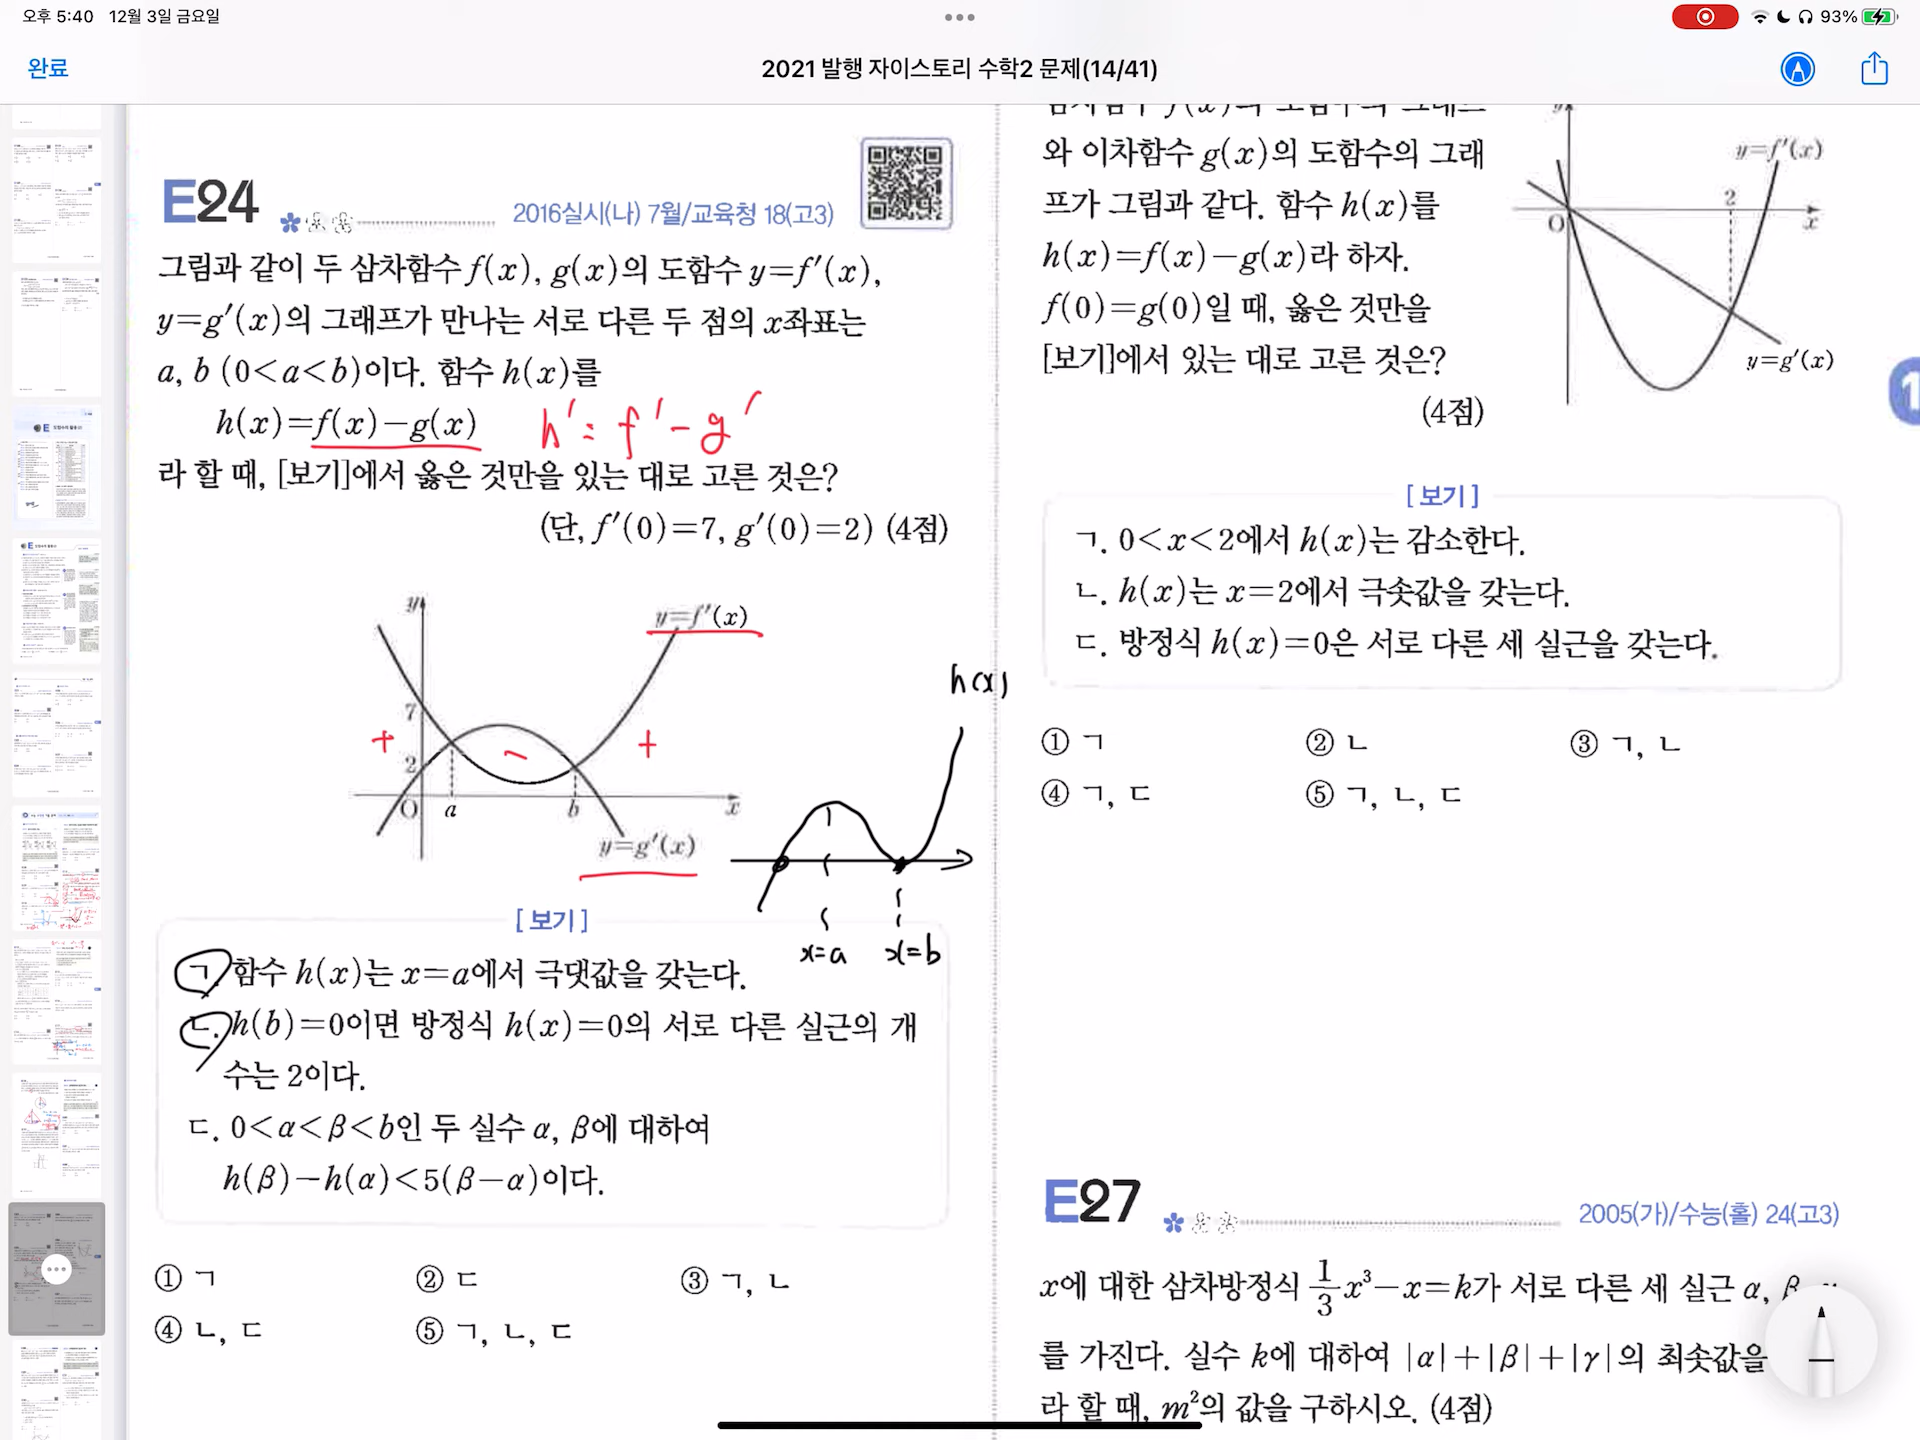 오후 5:40 12월 3일 금요일
93%
완료
2021 발행 자이스토리 수학2 문제(14/41)
E24
2016실시(나) 7월/교육청 18(고3)
그림과 같이 두 삼차함수 f(x), g(x)의 도함수 y=f′(x),
y=g′(x)의 그래프가 만나는 서로 다른 두 점의 x좌표는
a, b (0<a<b)이다. 함수 h(x)를
h(x)=f(x)-g(x)
h′= f′-g′
라 할 때, [보기]에서 옳은 것만을 있는 대로 고른 것은?
(단, f′(0)=7, g′(0)=2) (4점)
y
y=f′(x)
7
+
-
+
2
O
a
b
x
y=g′(x)
h(x)
x=a
x=b
[보기]
ㄱ. 함수 h(x)는 x=a에서 극댓값을 갖는다.
ㄴ. h(b)=0이면 방정식 h(x)=0의 서로 다른 실근의 개
수는 2이다.
ㄷ. 0<α<β<b인 두 실수 α, β에 대하여
h(β)-h(α)<5(β-α)이다.
① ㄱ
② ㄷ
③ ㄱ, ㄴ
④ ㄴ, ㄷ
⑤ ㄱ, ㄴ, ㄷ
와 이차함수 g(x)의 도함수의 그래
프가 그림과 같다. 함수 h(x)를
h(x)=f(x)-g(x)라 하자.
f(0)=g(0)일 때, 옳은 것만을
[보기]에서 있는 대로 고른 것은?
(4점)
y=f′(x)
2
O
x
y=g′(x)
1
[보기]
ㄱ. 0<x<2에서 h(x)는 감소한다.
ㄴ. h(x)는 x=2에서 극솟값을 갖는다.
ㄷ. 방정식 h(x)=0은 서로 다른 세 실근을 갖는다.
① ㄱ
② ㄴ
③ ㄱ, ㄴ
④ ㄱ, ㄷ
⑤ ㄱ, ㄴ, ㄷ
E27
2005(가)/수능(홀) 24(고3)
x에 대한 삼차방정식 1/3x³-x=k가 서로 다른 세 실근 α, β,
를 가진다. 실수 k에 대하여 |α|+|β|+|γ|의 최솟값을
라 할 때, m²의 값을 구하시오. (4점)